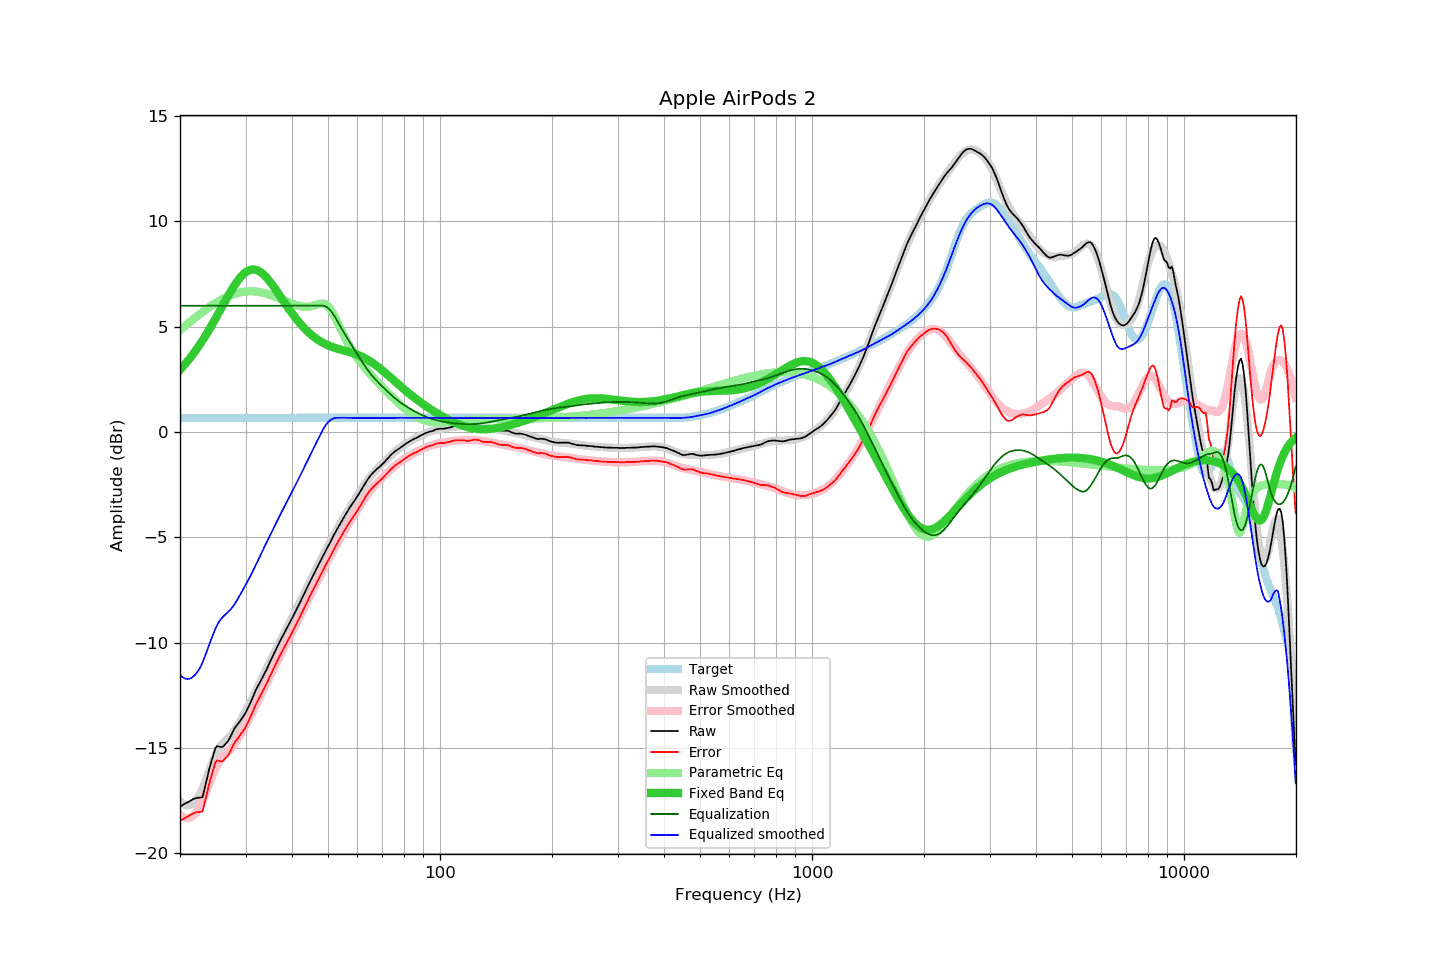 Apple AirPods 2
15
10
5
0
−5
−10
−15
−20
Amplitude (dBr)
Target
Raw Smoothed
Error Smoothed
Raw
Error
Parametric Eq
Fixed Band Eq
Equalization
Equalized smoothed
100
1000
10000
Frequency (Hz)